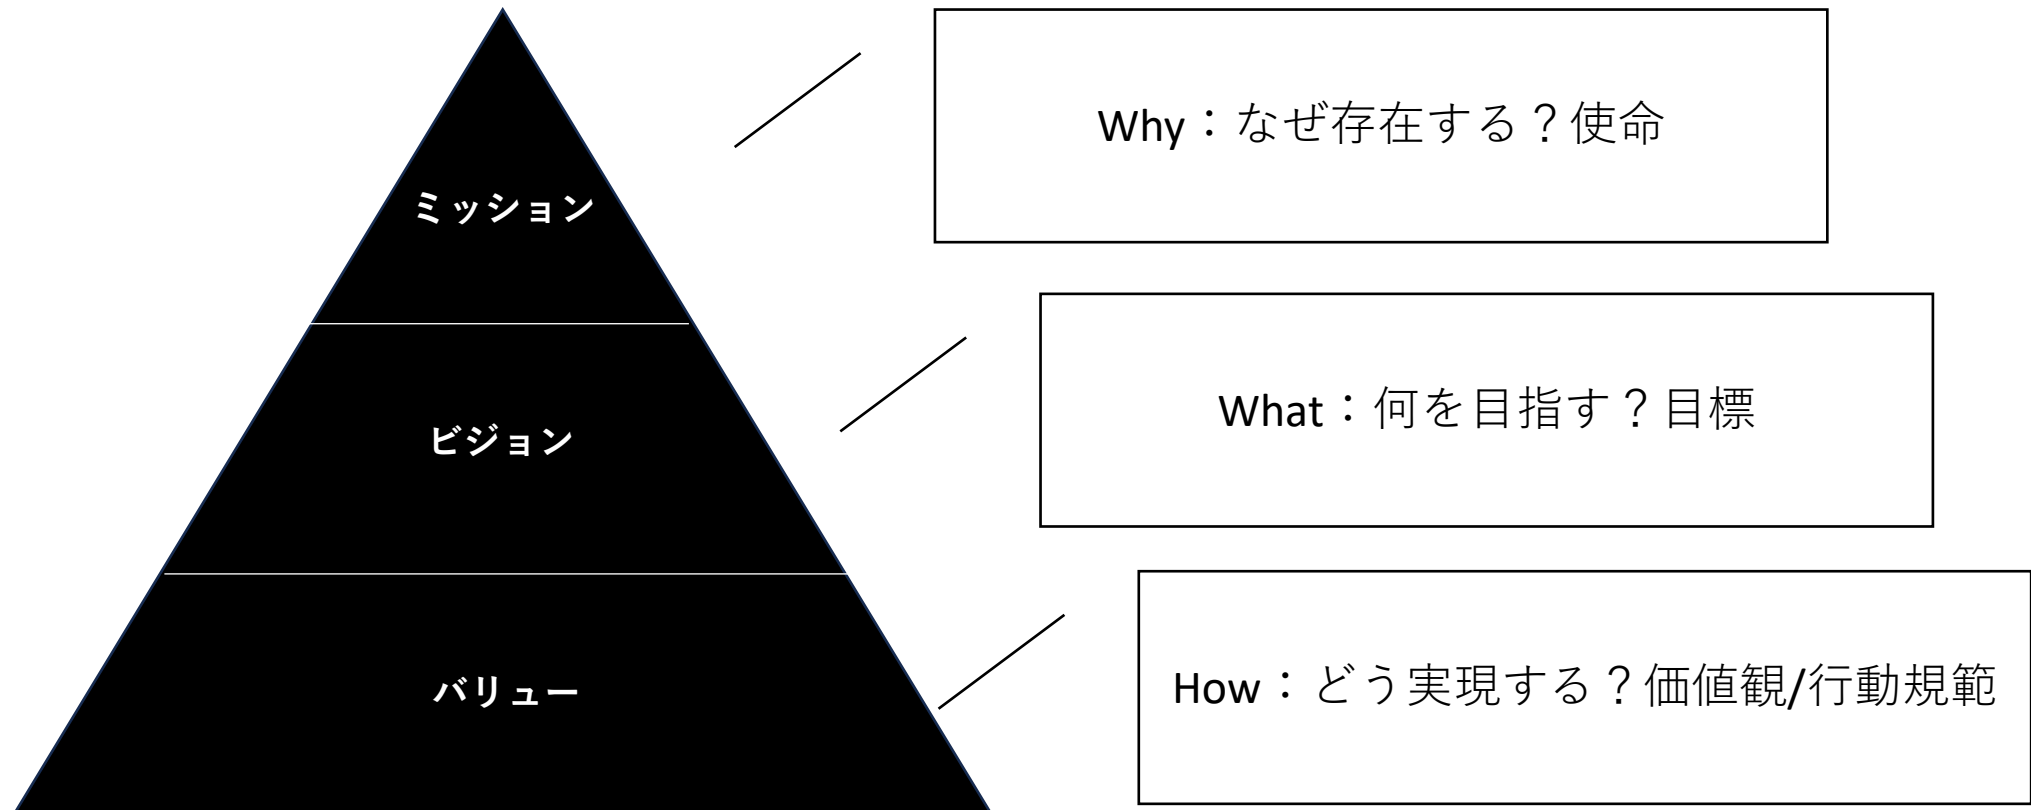 ミッション
Why：なぜ存在する？使命
ビジョン
What：何を目指す？目標
バリュー
How：どう実現する？価値観/行動規範